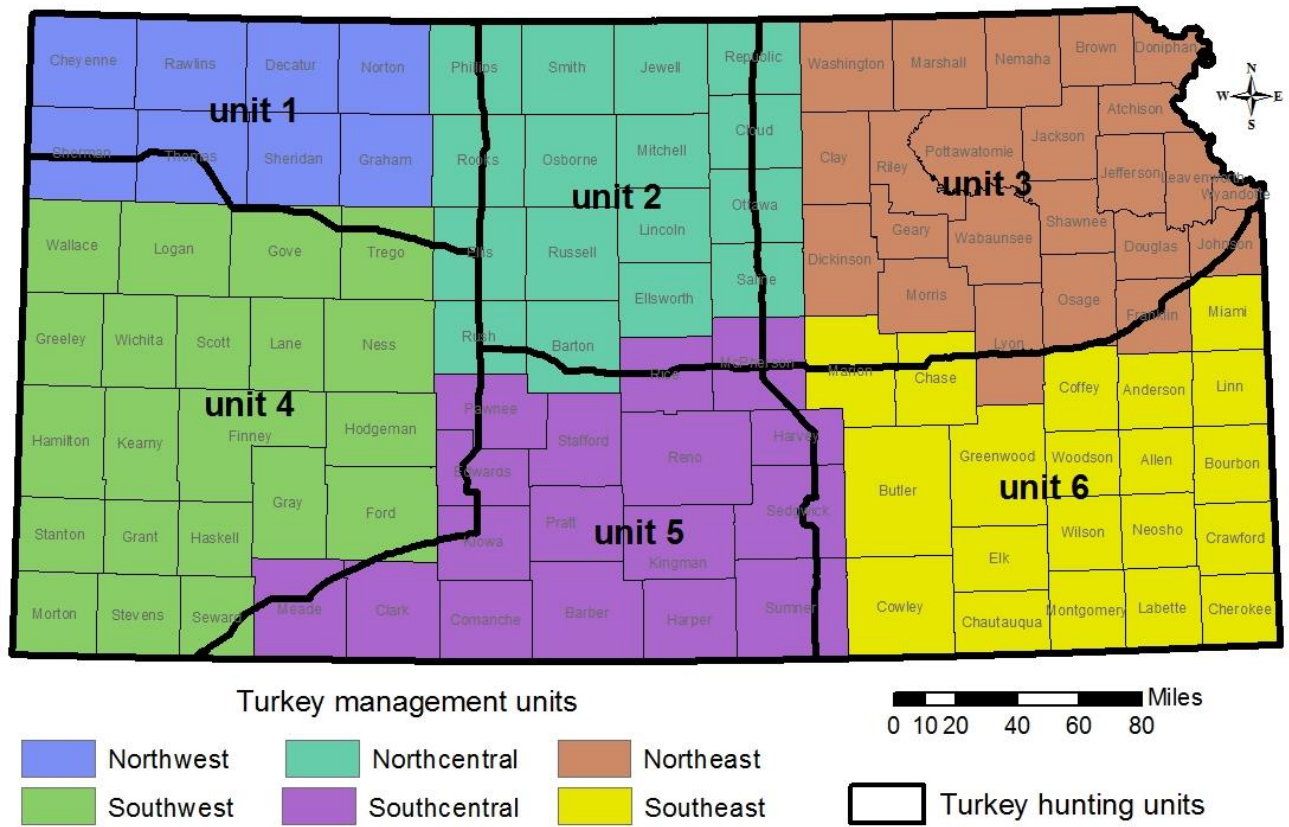 Cheyenne Rawlins Decatur Norton Phillips Smith Jewell Republic Washington Marshall Nemaha Brown Doniphan
N
W E
S
unit 1
Atchison
Sherman Thomas Sheridan Graham Rooks Osborne Mitchell Cloud Clay Riley Pottawatomie Jackson Jefferson Leavenworth
Wyandotte
unit 2
unit 3
Lincoln Ottawa Geary Wabaunsee Shawnee
Wallace Logan Gove Trego Ellis Russell Dickinson Douglas Johnson
Ellsworth Saline Morris Osage Franklin Miami
Greeley Wichita Scott Lane Ness Rush Barton Rice McPherson Marion Chase Lyon Coffey Anderson Linn
unit 4
Hamilton Kearny Finney Hodgeman Pawnee Stafford Reno Harvey Butler Greenwood Woodson Allen Bourbon
Edwards
unit 6
Stanton Grant Haskell Gray Ford Kiowa Pratt Kingman Sedgwick Elk Wilson Neosho Crawford
unit 5
Morton Stevens Seward Meade Clark Comanche Barber Harper Sumner Cowley Chautauqua Montgomery Labette Cherokee
Turkey management units
Miles
0 10 20 40 60 80
Northwest Northcentral Northeast
Southwest Southcentral Southeast Turkey hunting units